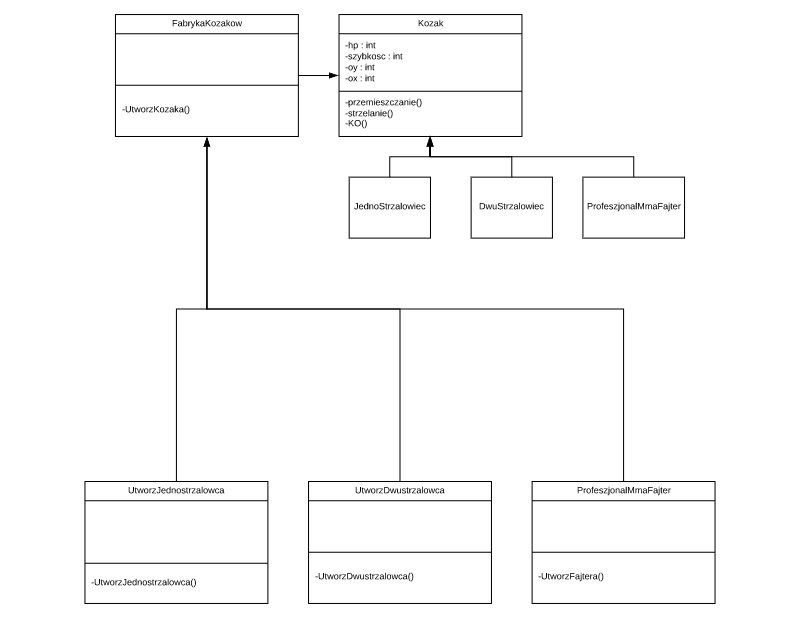 FabrykaKozakow
-UtworzKozaka()
Kozak
-hp : int
-szybkosc : int
-oy : int
-ox : int
-przemieszczanie()
-strzelanie()
-KO()
JednoStrzalowiec
DwuStrzalowiec
ProfeszjonalMmaFajter
UtworzJednostrzalowca
-UtworzJednostrzalowca()
UtworzDwustrzalowca
-UtworzDwustrzalowca()
ProfeszjonalMmaFajter
-UtworzFajtera()